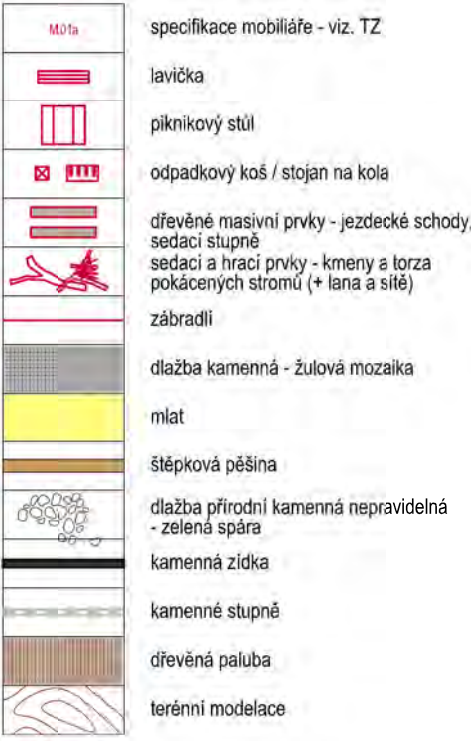 M01a specifikace mobiliáře - viz. TZ
lavička
piknikový stůl
odpadkový koš / stojan na kola
dřevěné masivní prvky - jezdecké schody,
sedací stupně
sedací a hrací prvky - kmeny a torza
pokácených stromů (+ lana a sítě)
zábradlí
dlažba kamenná - žulová mozaika
mlat
štěpková pěšina
dlažba přírodní kamenná nepravidelná
- zelená spára
kamenná zídka
kamenné stupně
dřevěná paluba
terénní modelace